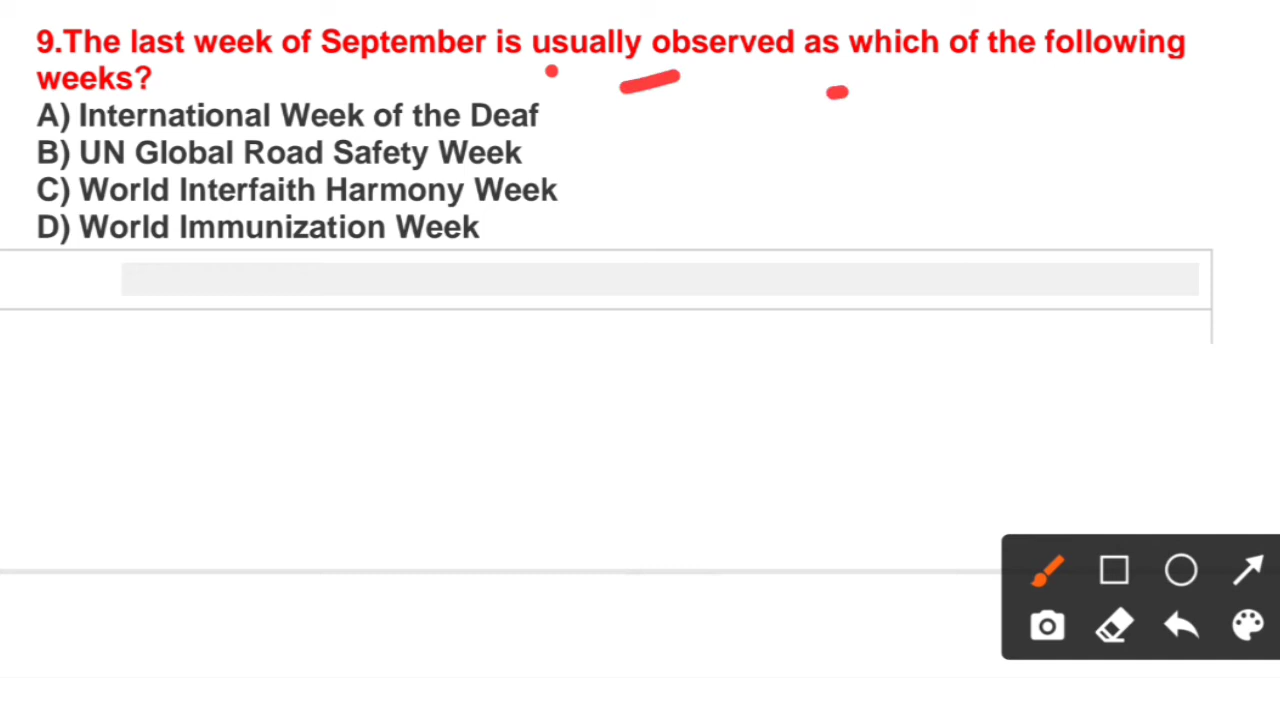 9.The last week of September is usually observed as which of the following
weeks?
A) International Week of the Deaf
B) UN Global Road Safety Week
C) World Interfaith Harmony Week
D) World Immunization Week